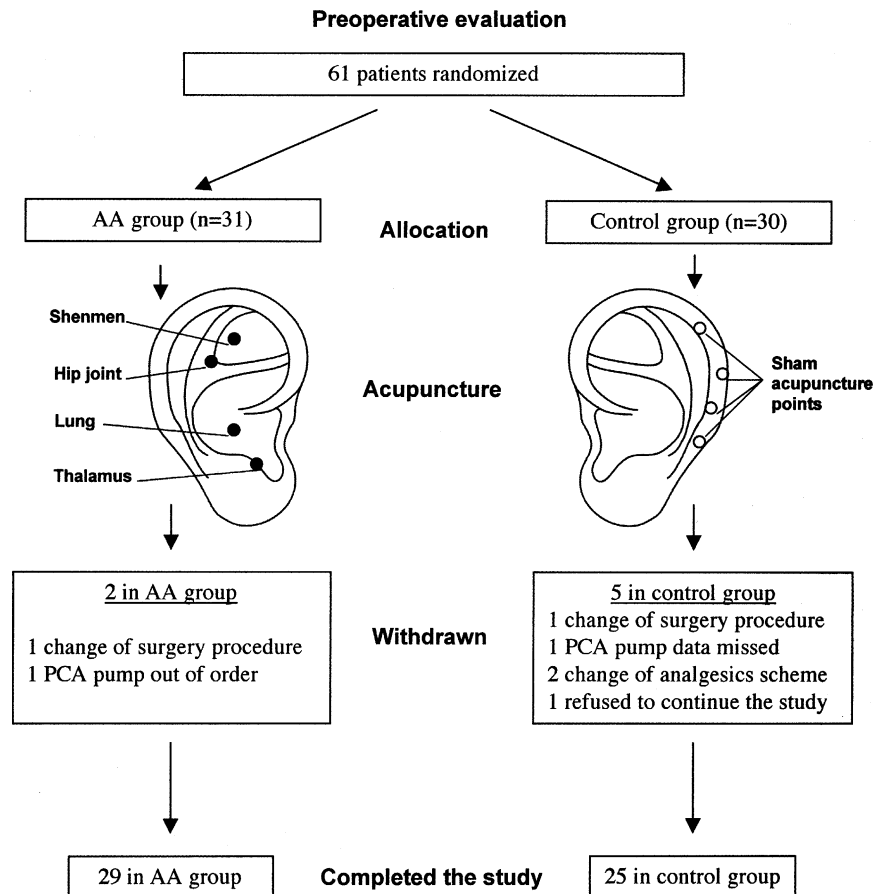 Preoperative evaluation
61 patients randomized
AA group (n=31)
Allocation
Control group (n=30)
Shenmen
Hip joint
Lung
Thalamus
Acupuncture
Sham
acupuncture
points
2 in AA group
1 change of surgery procedure
1 PCA pump out of order
Withdrawn
5 in control group
1 change of surgery procedure
1 PCA pump data missed
2 change of analgesics scheme
1 refused to continue the study
29 in AA group
Completed the study
25 in control group